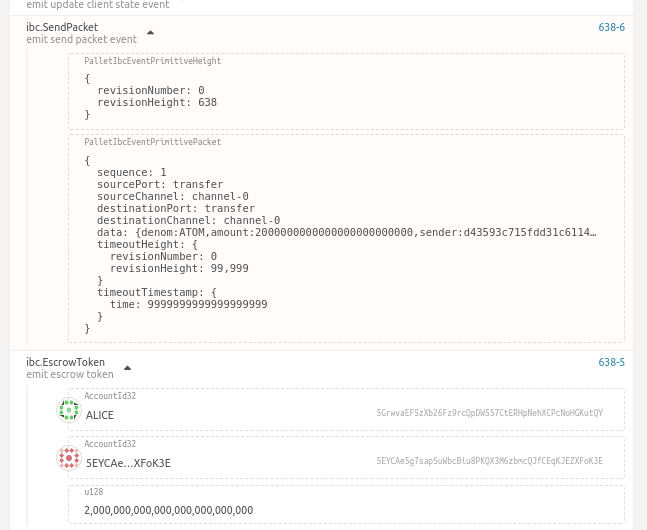 emit update client state event
ibc.SendPacket
638-6
emit send packet event
PalletIbcEventPrimitiveHeight
{
revisionNumber: 0
revisionHeight: 638
}
PalletIbcEventPrimitivePacket
{
sequence: 1
sourcePort: transfer
sourceChannel: channel-0
destinationPort: transfer
destinationChannel: channel-0
data: {denom:ATOM,amount:2000000000000000000000000,sender:d43593c715fdd31c6114…
timeoutHeight: {
revisionNumber: 0
revisionHeight: 99,999
}
timeoutTimestamp: {
time: 9999999999999999999
}
}
ibc.EscrowToken
638-5
emit escrow token
AccountId32
ALICE
5GrwvaEF5zXb26Fz9rcQpDWS57CtERHpNehXCPcNoHGKutQY
AccountId32
5EYCAe…XFoK3E
5EYCAe5g7sapSuWbcBiu8PKQX3M6zbmcQJfCEqKJEZXFoK3E
u128
2,000,000,000,000,000,000,000,000